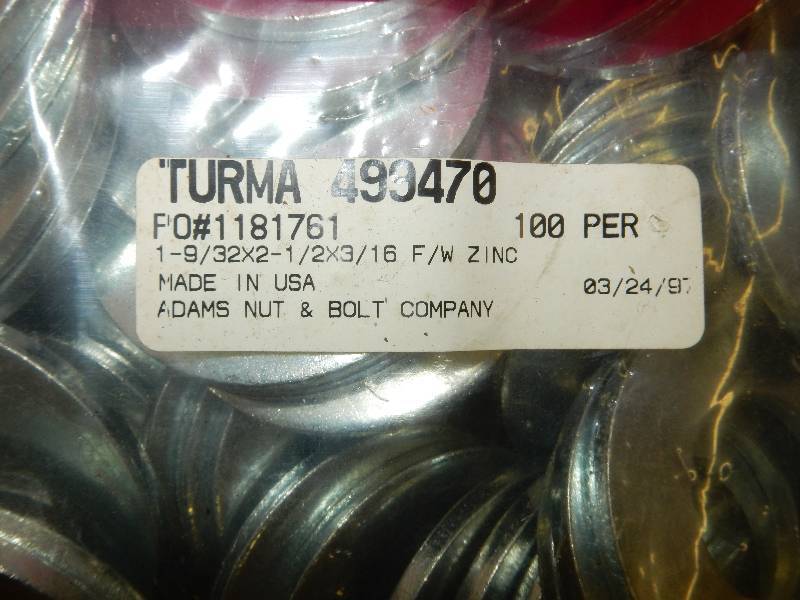 TURMA 493470
PO#1181761 100 PER
1-9/32X2-1/2X3/16 F/W ZINC
MADE IN USA 03/24/97
ADAMS NUT & BOLT COMPANY